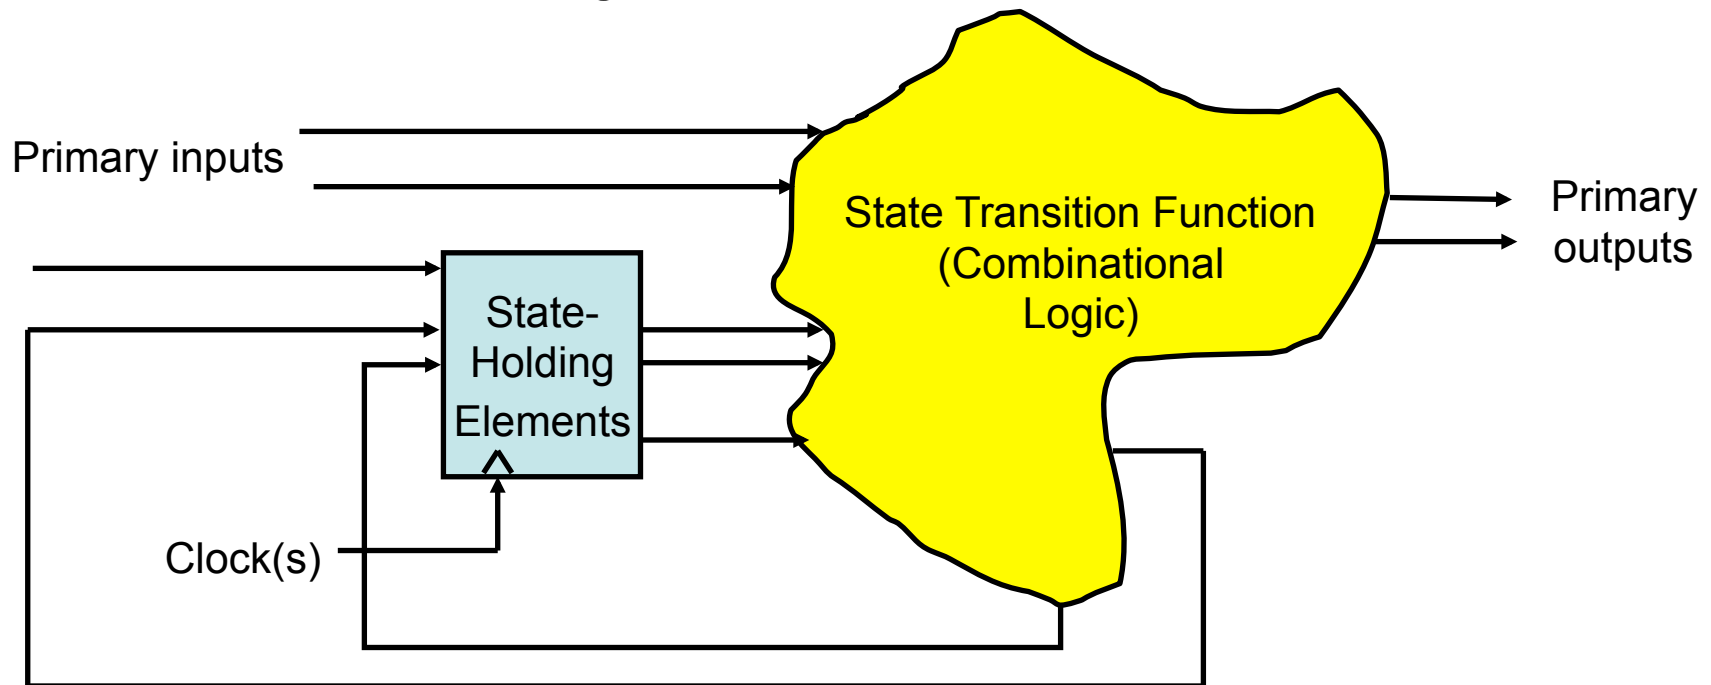 Primary inputs
State Transition Function
(Combinational
Logic)
Primary
outputs
State-
Holding
Elements
Clock(s)